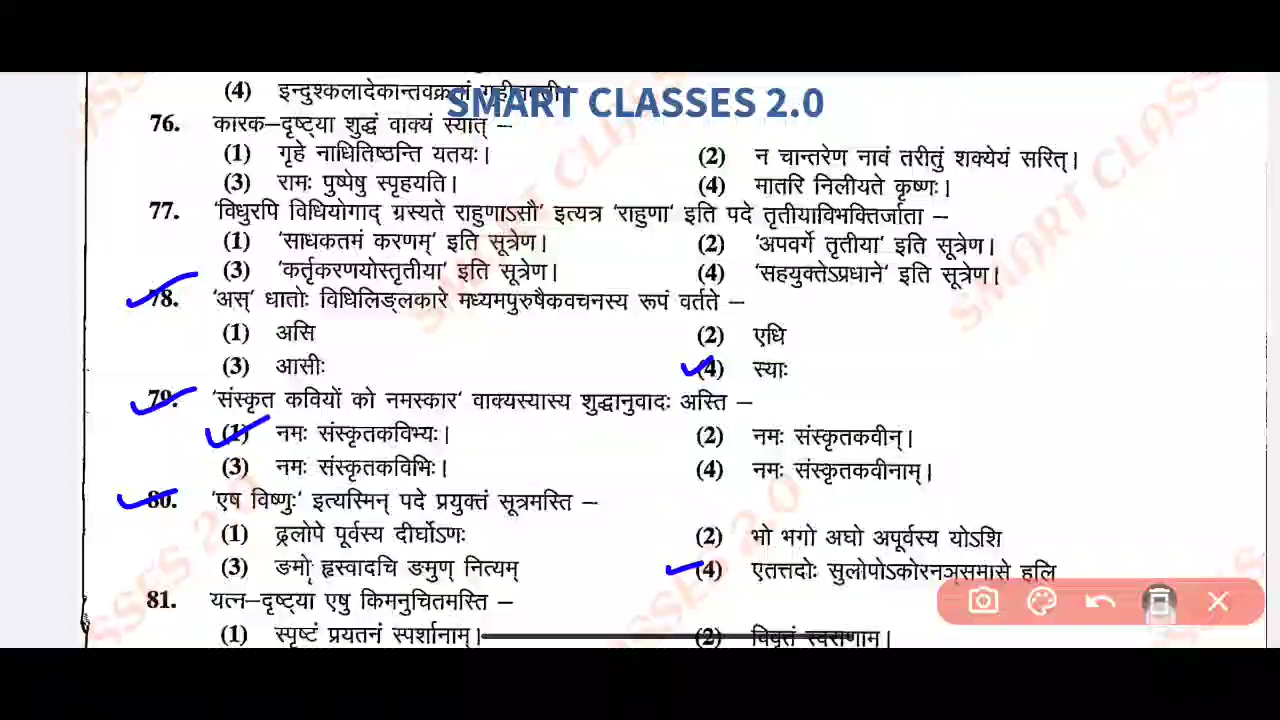 (4) इन्दुश्कलादेकान्तवक्रतां
SMART CLASSES 2.0
76. कारक–दृष्ट्या शुद्धं वाक्यं स्यात् –
(1) गृहे नाधितिष्ठन्ति यतयः। (2) न चान्तरेण नावं तरीतुं शक्येयं सरित्।
(3) रामः पुष्पेषु स्पृहयति। (4) मातरि निलीयते कृष्णः।
77. 'विधुरपि विधियोगाद् ग्रस्यते राहुणाऽसौ' इत्यत्र 'राहुणा' इति पदे तृतीयाविभक्तिर्जाता –
(1) 'साधकतमं करणम्' इति सूत्रेण। (2) 'अपवर्गे तृतीया' इति सूत्रेण।
(3) 'कर्तृकरणयोस्तृतीया' इति सूत्रेण। (4) 'सहयुक्तेऽप्रधाने' इति सूत्रेण।
78. 'अस्' धातोः विधिलिङ्लकारे मध्यमपुरुषैकवचनस्य रूपं वर्तते –
(1) असि (2) एधि
(3) आसीः (4) स्याः
79. 'संस्कृत कवियों को नमस्कार' वाक्यस्यास्य शुद्धानुवादः अस्ति –
(1) नमः संस्कृतकविभ्यः। (2) नमः संस्कृतकवीन्।
(3) नमः संस्कृतकविभिः। (4) नमः संस्कृतकवीनाम्।
80. 'एष विष्णुः' इत्यस्मिन् पदे प्रयुक्तं सूत्रमस्ति –
(1) द्रलोपे पूर्वस्य दीर्घोऽणः (2) भो भगो अघो अपूर्वस्य योऽशि
(3) ङमो ह्रस्वादचि ङमुण् नित्यम् (4) एतत्तदोः सुलोपोऽकोरनञ्समासे हलि
81. यत्न–दृष्ट्या एषु किमनुचितमस्ति –
(1) स्पृष्टं प्रयतनं स्पर्शानाम्। (2) विवृतं स्वराणाम।